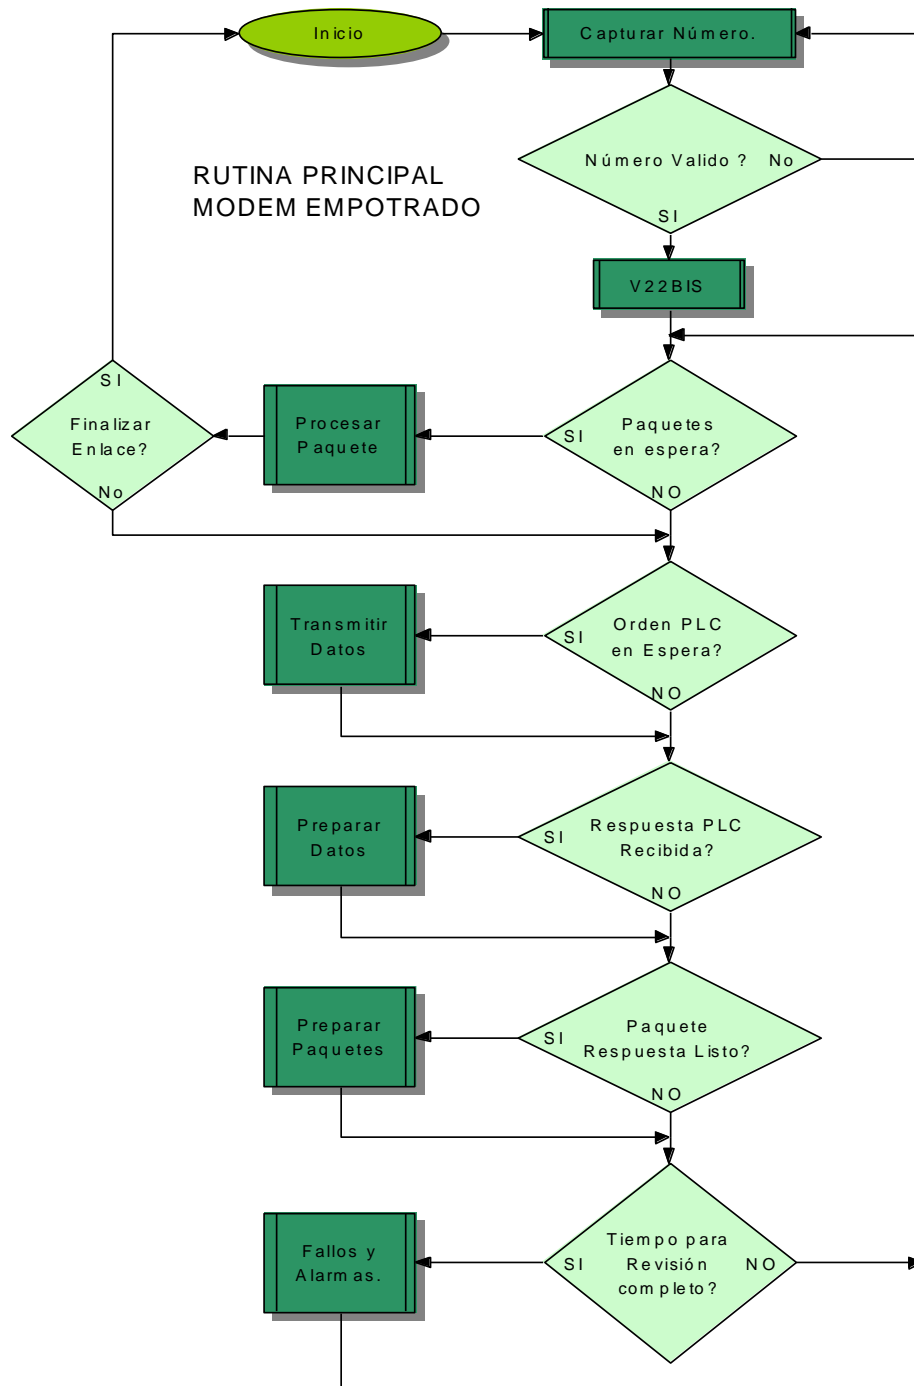 Inicio
Capturar Número.
Número Valido ?
No
SI
RUTINA PRINCIPAL
MODEM EMPOTRADO
V22BIS
SI
Finalizar
Enlace?
No
Procesar
Paquete
SI
Paquetes
en espera?
NO
Transmitir
Datos
SI
Orden PLC
en Espera?
NO
Preparar
Datos
SI
Respuesta PLC
Recibida?
NO
Preparar
Paquetes
SI
Paquete
Respuesta Listo?
NO
Fallos y
Alarmas.
SI
Tiempo para
Revisión
completo?
NO